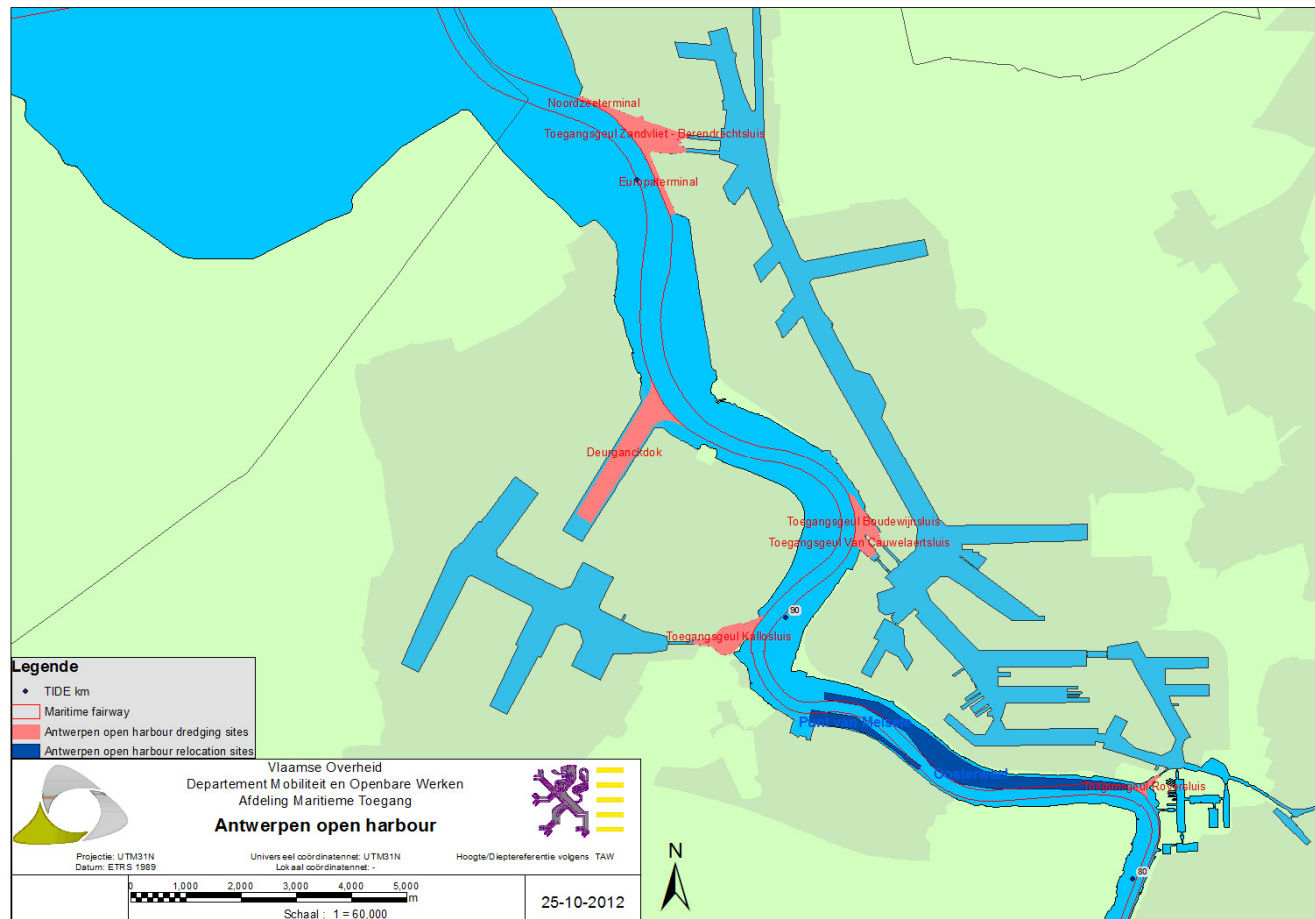 Noordzeeterminal
Toegangsgeul Zandvliet - Berendrechtsluis
Europaterminal
Deurganckdok
Toegangsgeul Boudewijnsluis
Toegangsgeul Van Cauwelaertsluis
90
Toegangsgeul Kallosluis
Punt van Melsele
Oosterweel
Toegangsgeul Royersluis
80
Legende
TIDE km
Maritime fairway
Antwerpen open harbour dredging sites
Antwerpen open harbour relocation sites
Vlaamse Overheid
Departement Mobiliteit en Openbare Werken
Afdeling Maritieme Toegang
Antwerpen open harbour
Projectie: UTM31N
Datum: ETRS 1989
Universeel coördinatennet: UTM31N
Lokaal coördinatennet: -
Hoogte/Dieptereferentie volgens TAW
0 1,000 2,000 3,000 4,000 5,000
m
Schaal : 1 = 60.000
25-10-2012
N